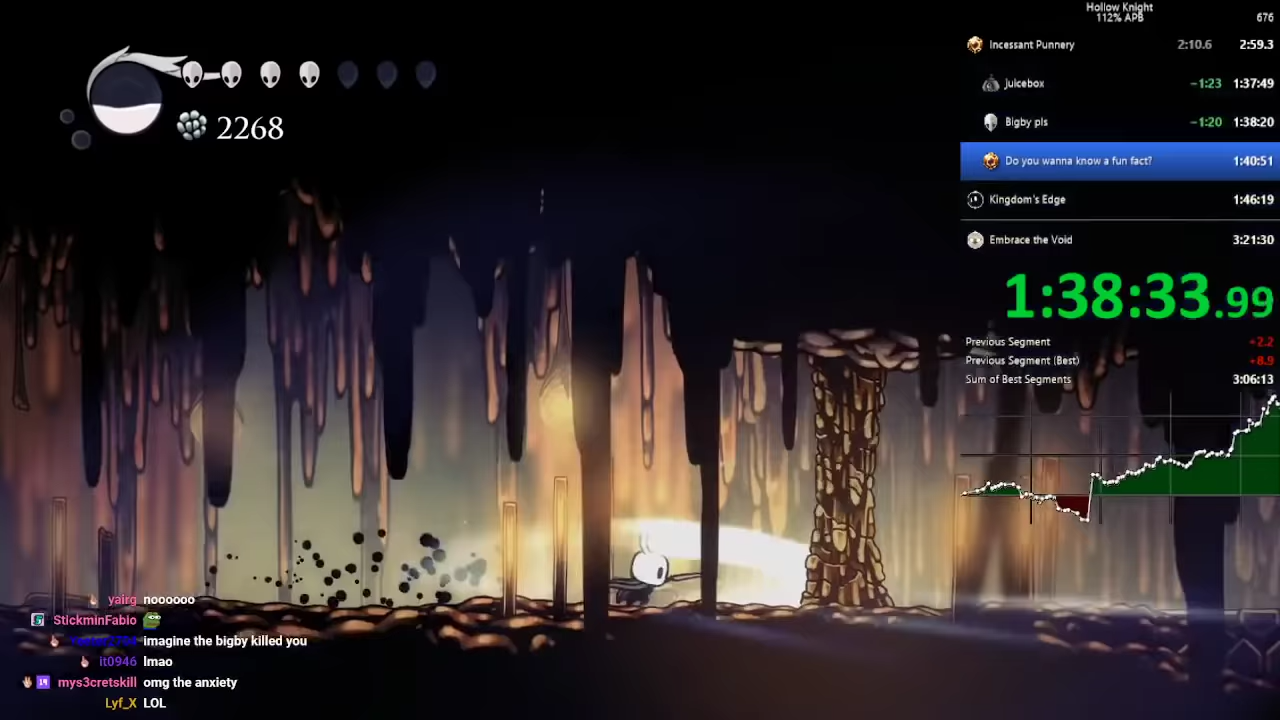 Hollow Knight
112% APB
676
Incessant Punnery 2:10.6 2:59.3
Juicebox −1:23 1:37:49
Bigby pls −1:20 1:38:20
Do you wanna know a fun fact? 1:40:51
Kingdom's Edge 1:46:19
Embrace the Void 3:21:30
1:38:33.99
Previous Segment +2.2
Previous Segment (Best) +8.9
Sum of Best Segments 3:06:13
2268
yairg noooooo
StickminFabio
imagine the bigby killed you
it0946 lmao
mys3cretskill omg the anxiety
Lyf_X LOL